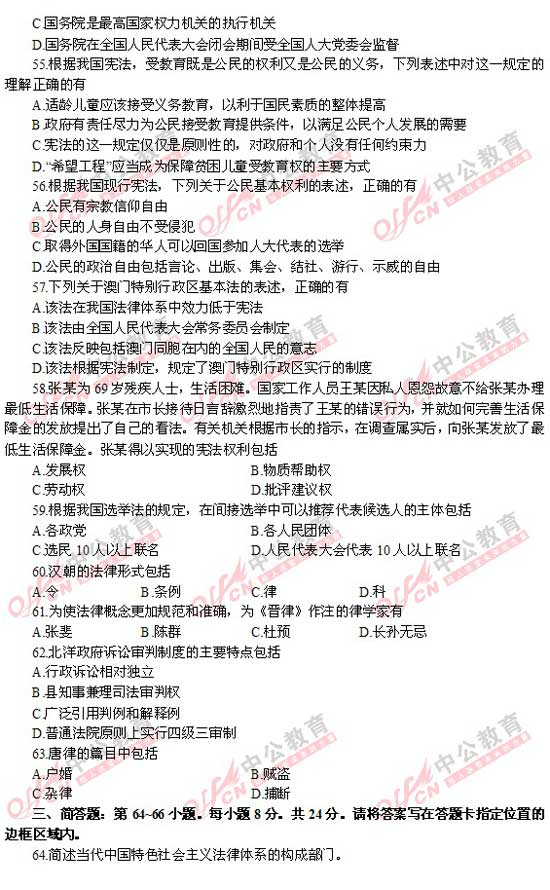 C.国务院是最高国家权力机关的执行机关
D.国务院在全国人民代表大会闭会期间受全国人大党委会监督
55.根据我国宪法，受教育既是公民的权利又是公民的义务，下列表述中对这一规定的
理解正确的有
A.适龄儿童应该接受义务教育，以利于国民素质的整体提高
B.政府有责任尽力为公民接受教育提供条件，以满足公民个人发展的需要
C.宪法的这一规定仅仅是原则性的，对政府和个人没有任何约束力
D.“希望工程”应当成为保障贫困儿童受教育权的主要方式
56.根据我国现行宪法，下列关于公民基本权利的表述，正确的有
A.公民有宗教信仰自由
B.公民的人身自由不受侵犯
C.取得外国国籍的华人可以回国参加人大代表的选举
D.公民的政治自由包括言论、出版、集会、结社、游行、示威的自由
57.下列关于澳门特别行政区基本法的表述，正确的有
A.该法在我国法律体系中效力低于宪法
B.该法由全国人民代表大会常务委员会制定
C.该法反映包括澳门同胞在内的全国人民的意志
D.该法根据宪法制定，规定了澳门特别行政区实行的制度
58.张某为 69 岁残疾人士，生活困难。国家工作人员王某因私人恩怨故意不给张某办理
最低生活保障。张某在市长接待日言辞激烈地指责了王某的错误行为，并就如何完善生活保
障金的发放提出了自己的看法。有关机关根据市长的指示，在调查属实后，向张某发放了最
低生活保障金。张某得以实现的宪法权利包括
A.发展权 B.物质帮助权
C.劳动权 D.批评建议权
59.根据我国选举法的规定，在间接选举中可以推荐代表候选人的主体包括
A.各政党 B.各人民团体
C.选民 10 人以上联名 D.人民代表大会代表 10 人以上联名
60.汉朝的法律形式包括
A.令 B.条例 C.律 D.科
61.为使法律概念更加规范和准确，为《晋律》作注的律学家有
A.张斐 B.陈群 C.杜预 D.长孙无忌
62.北洋政府诉讼审判制度的主要特点包括
A.行政诉讼相对独立
B.县知事兼理司法审判权
C.广泛引用判例和解释例
D.普通法院原则上实行四级三审制
63.唐律的篇目中包括
A.户婚 B.贼盗
C.杂律 D.捕断
三、简答题：第 64~66 小题。每小题 8 分。共 24 分。请将答案写在答题卡指定位置的
边框区域内。
64.简述当代中国特色社会主义法律体系的构成部门。